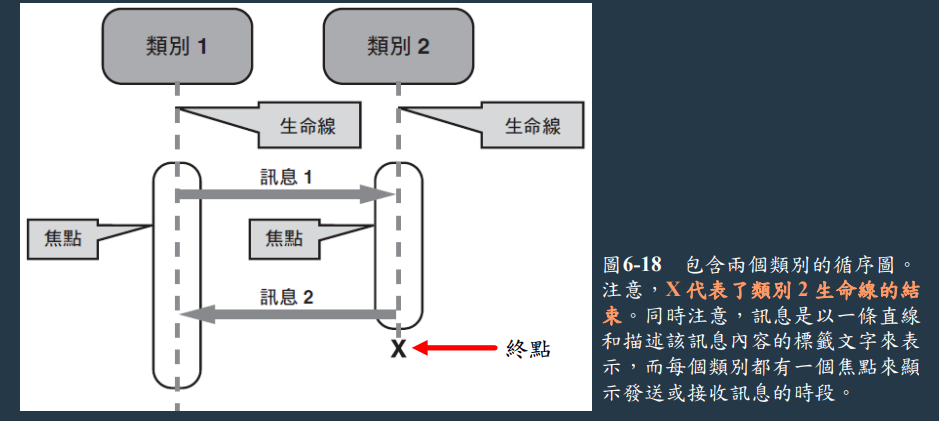 類別 1
類別 2
生命線
生命線
訊息 1
焦點
焦點
訊息 2
X
終點
圖6-18 包含兩個類別的循序圖。
注意，X 代表了類別 2 生命線的結
束。同時注意，訊息是以一條直線
和描述該訊息內容的標籤文字來表
示，而每個類別都有一個焦點來顯
示發送或接收訊息的時段。